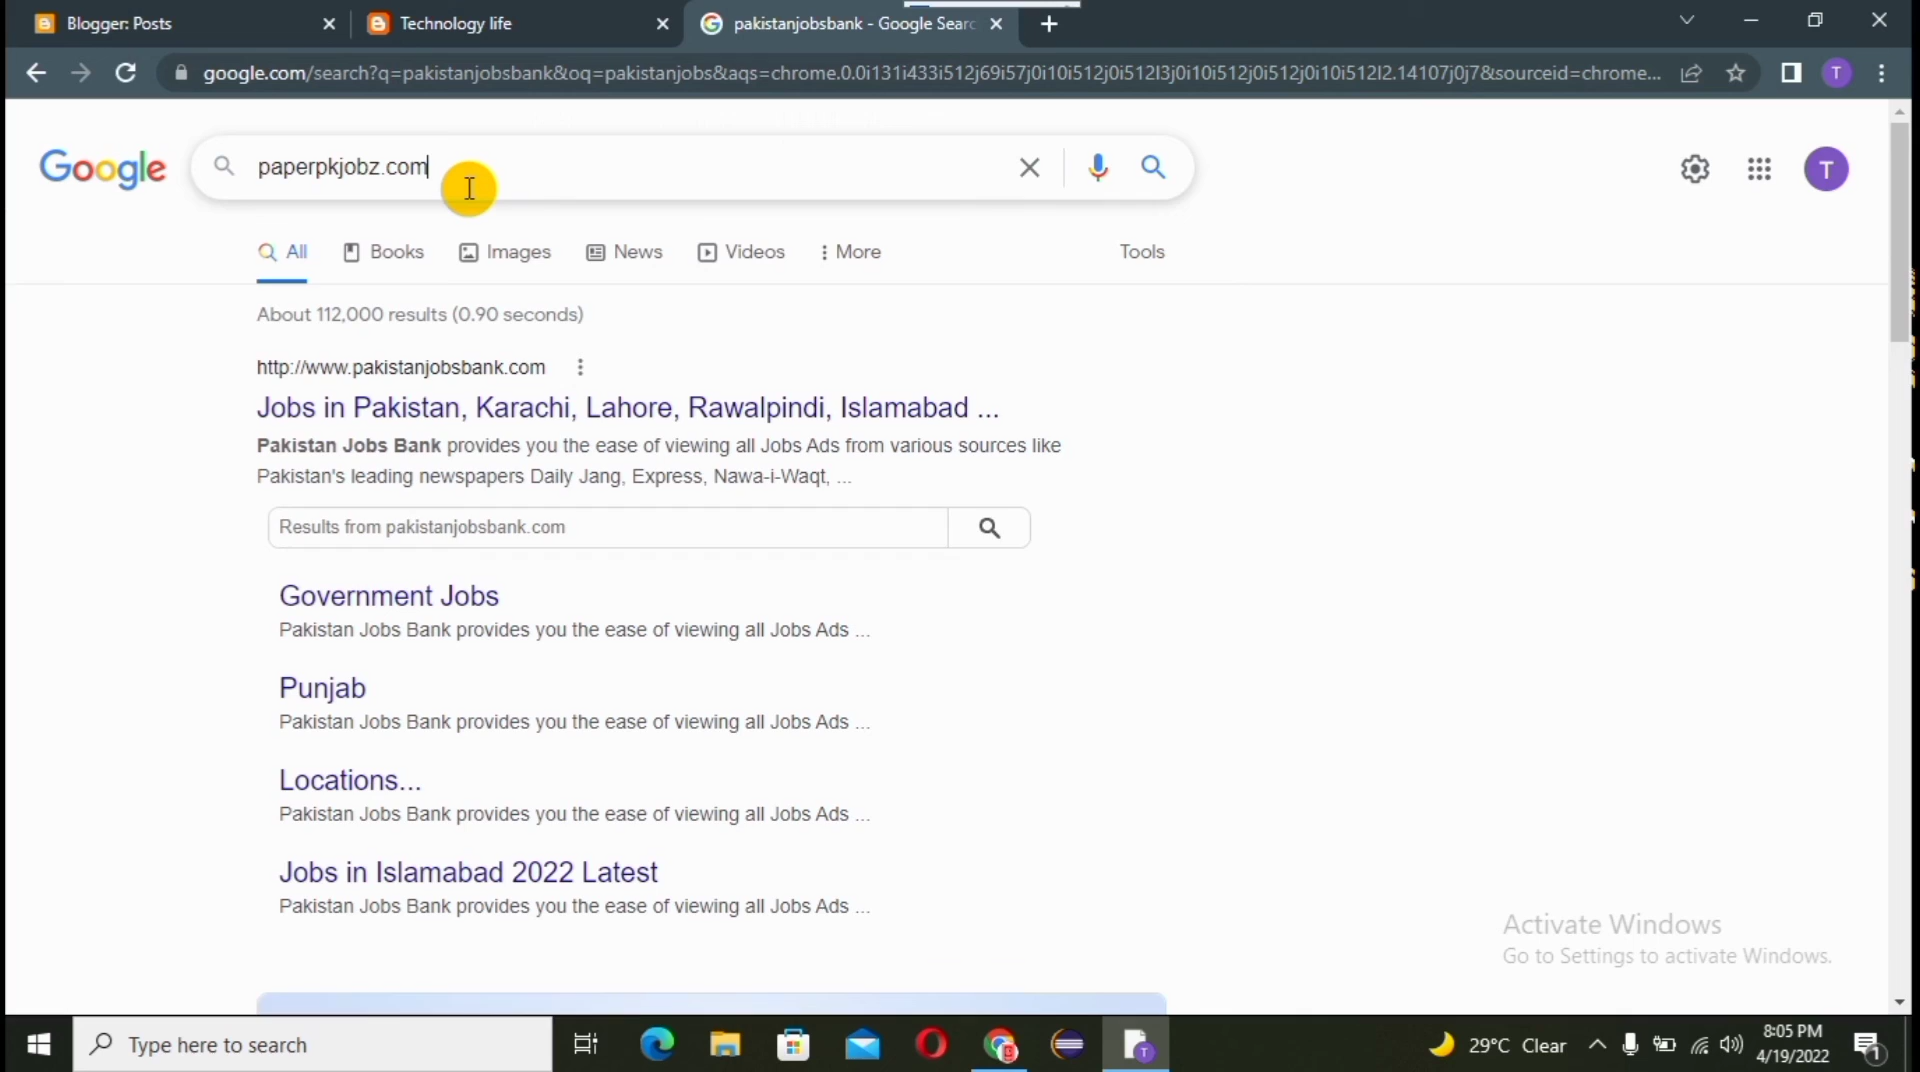 Blogger: Posts
Technology life
pakistanjobsbank - Google Searc
google.com/search?q=pakistanjobsbank&oq=pakistanjobs&aqs=chrome.0.0i131i433i512j69i57j0i10i512j0i512l3j0i10i512j0i512j0i10i512l2.14107j0j7&sourceid=chrome...
T
Google
paperpkjobz.com
T
All
Books
Images
News
Videos
More
Tools
About 112,000 results (0.90 seconds)
http://www.pakistanjobsbank.com
Jobs in Pakistan, Karachi, Lahore, Rawalpindi, Islamabad ...
Pakistan Jobs Bank provides you the ease of viewing all Jobs Ads from various sources like
Pakistan's leading newspapers Daily Jang, Express, Nawa-i-Waqt, ...
Results from pakistanjobsbank.com
Government Jobs
Pakistan Jobs Bank provides you the ease of viewing all Jobs Ads ...
Punjab
Pakistan Jobs Bank provides you the ease of viewing all Jobs Ads ...
Locations...
Pakistan Jobs Bank provides you the ease of viewing all Jobs Ads ...
Jobs in Islamabad 2022 Latest
Pakistan Jobs Bank provides you the ease of viewing all Jobs Ads ...
Activate Windows
Go to Settings to activate Windows.
Type here to search
T
29°C Clear
8:05 PM
4/19/2022
1